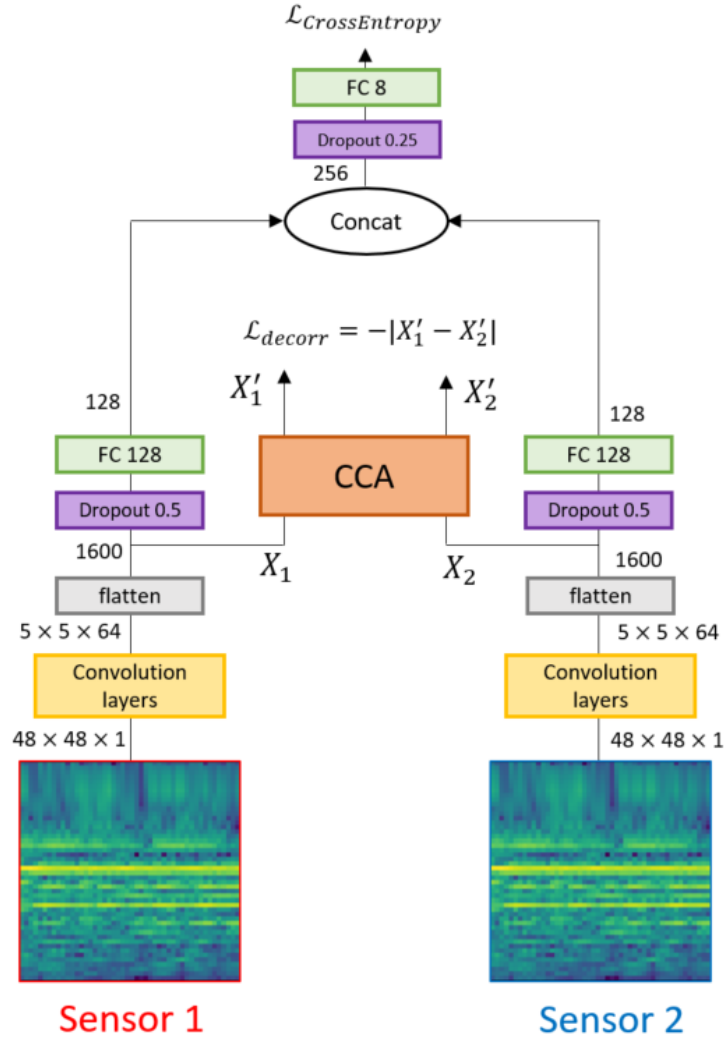 ℒ_CrossEntropy
FC 8
Dropout 0.25
256
Concat
ℒ_decorr = −|X′₁ − X′₂|
128
X′₁
X′₂
128
FC 128
CCA
FC 128
Dropout 0.5
Dropout 0.5
1600
X₁
X₂
1600
flatten
flatten
5 × 5 × 64
5 × 5 × 64
Convolution
layers
Convolution
layers
48 × 48 × 1
48 × 48 × 1
Sensor 1
Sensor 2